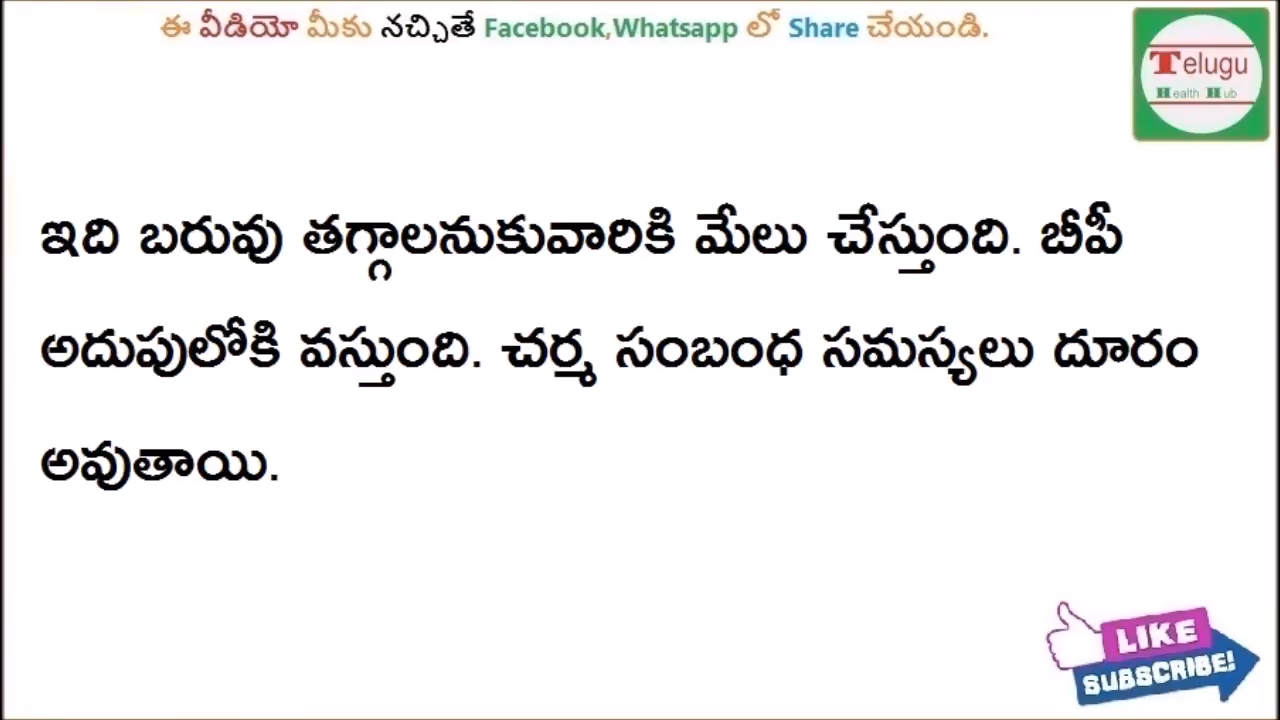 ఈ వీడియో మీకు నచ్చితే Facebook,Whatsapp లో Share చేయండి.
Telugu
Health Hub
ఇది బరువు తగ్గాలనుకువారికి మేలు చేస్తుంది. బీపీ
అదుపులోకి వస్తుంది. చర్మ సంబంధ సమస్యలు దూరం
అవుతాయి.
LIKE
SUBSCRIBE!